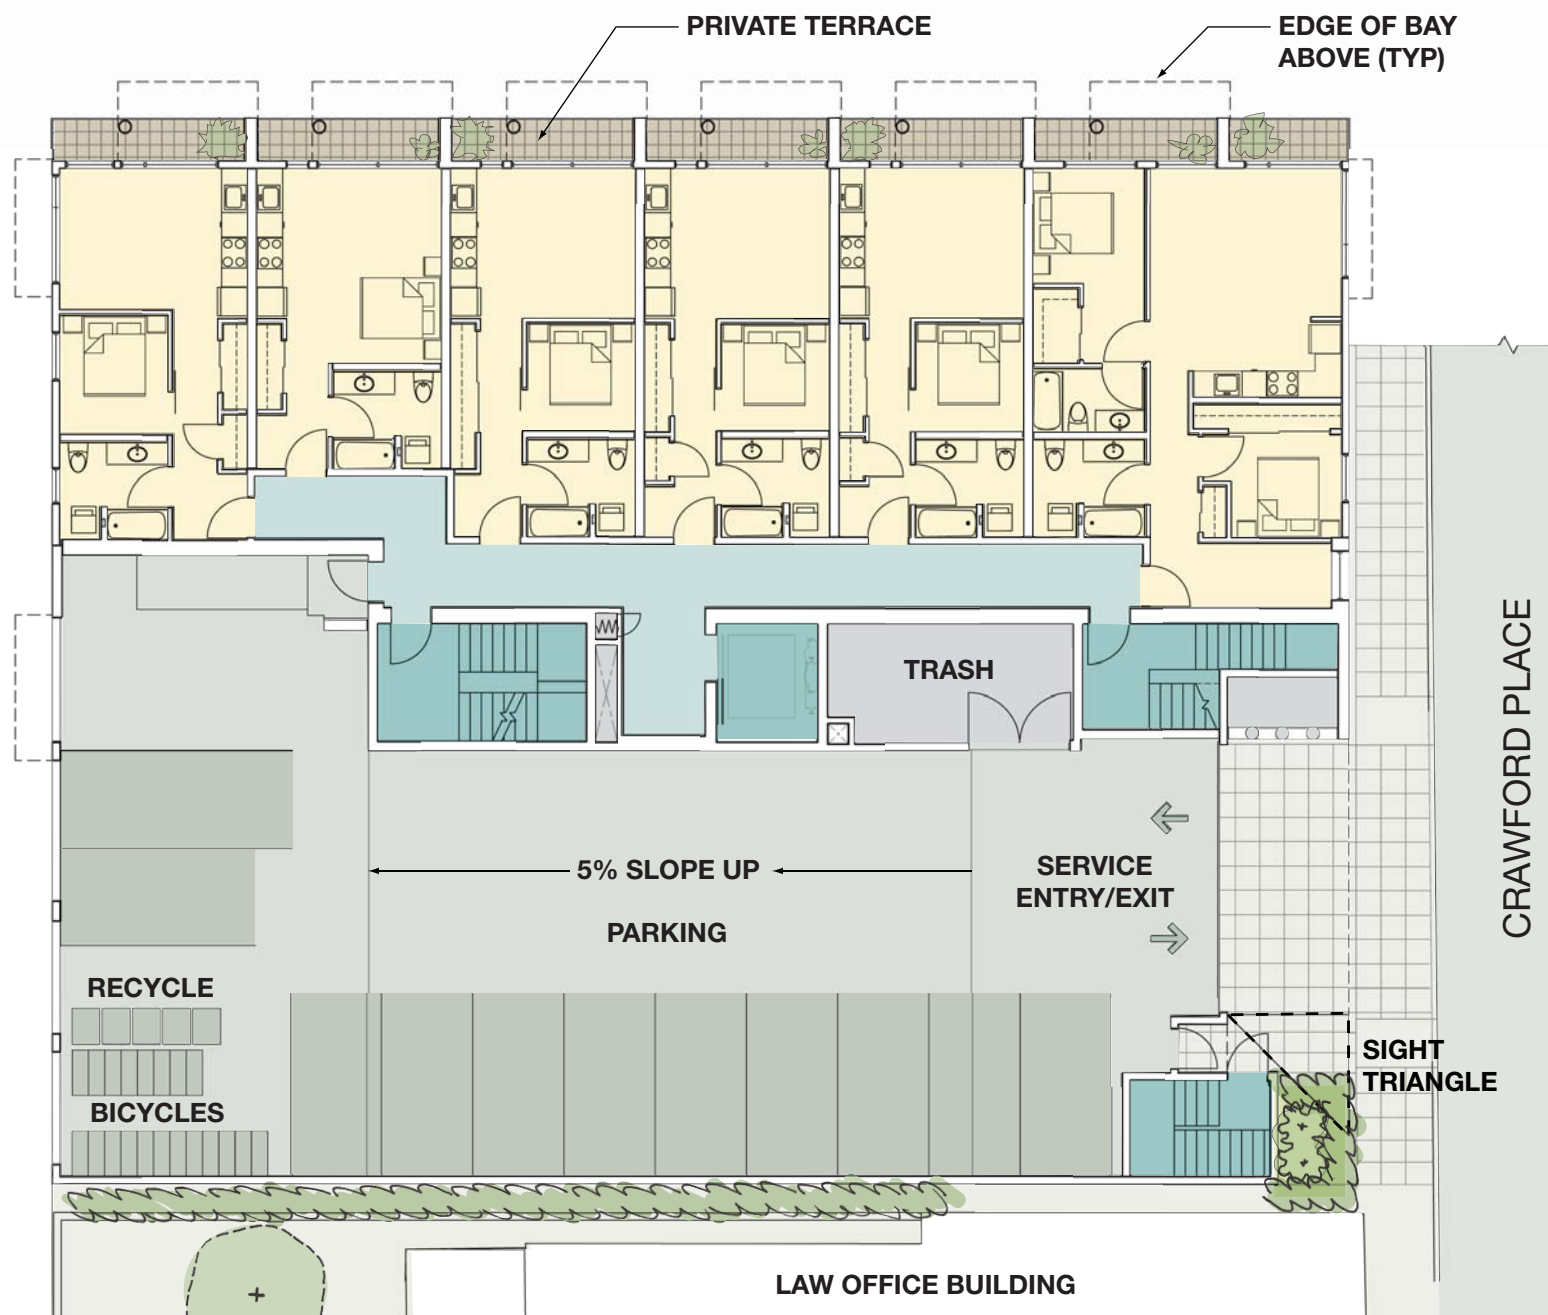 PRIVATE TERRACE
EDGE OF BAY
ABOVE (TYP)
TRASH
CRAWFORD PLACE
5% SLOPE UP
SERVICE
ENTRY/EXIT
PARKING
RECYCLE
SIGHT
TRIANGLE
BICYCLES
LAW OFFICE BUILDING